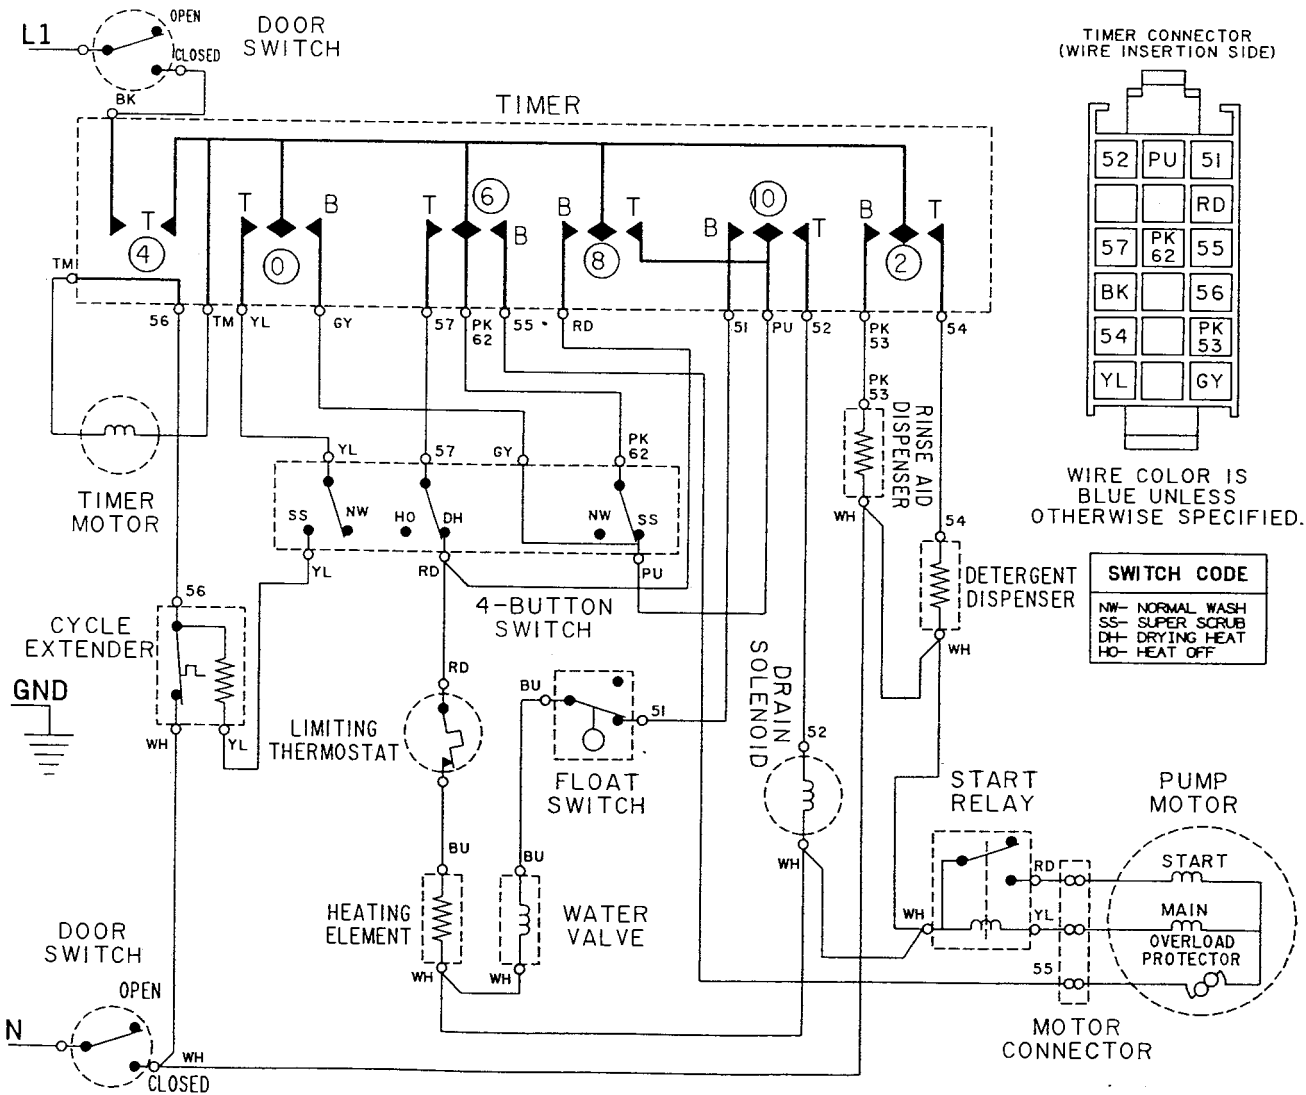 L1
OPEN
DOOR
SWITCH
CLOSED
BK
TIMER
TIMER CONNECTOR
(WIRE INSERTION SIDE)
52 PU 51
RD
57 PK 62 55
BK 56
54 PK 53
YL GY
WIRE COLOR IS
BLUE UNLESS
OTHERWISE SPECIFIED.
SWITCH CODE
NW- NORMAL WASH
SS- SUPER SCRUB
DH- DRYING HEAT
HO- HEAT OFF
T
4
T
B
0
T
6
B
B
T
8
B
10
T
B
T
2
TM
56
TM
YL
GY
57
PK
62
55
RD
51
PU
52
PK
53
54
TIMER
MOTOR
YL
57
GY
PK
62
SS
NW
HO
DH
NW
SS
YL
RD
PU
4-BUTTON
SWITCH
PK
53
RINSE AID
DISPENSER
WH
54
DETERGENT
DISPENSER
WH
56
CYCLE
EXTENDER
WH
YL
GND
RD
LIMITING
THERMOSTAT
BU
51
FLOAT
SWITCH
DRAIN
SOLENOID
52
WH
BU
HEATING
ELEMENT
WH
BU
WATER
VALVE
WH
START
RELAY
WH
RD
YL
55
PUMP
MOTOR
START
MAIN
OVERLOAD
PROTECTOR
MOTOR
CONNECTOR
DOOR
SWITCH
OPEN
N
WH
CLOSED